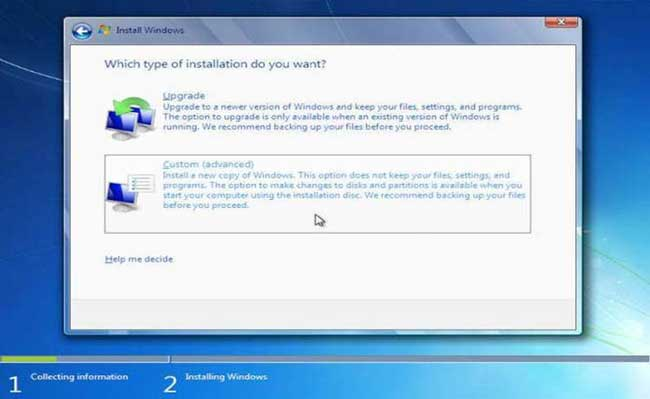 Install Windows
Which type of installation do you want?
Upgrade
Upgrade to a newer version of Windows and keep your files, settings, and programs.
The option to upgrade is only available when an existing version of Windows is
running. We recommend backing up your files before you proceed.
Custom (advanced)
Install a new copy of Windows. This option does not keep your files, settings, and
programs. The option to make changes to disks and partitions is available when you
start your computer using the installation disc. We recommend backing up your files
before you proceed.
Help me decide
1 Collecting information
2 Installing Windows